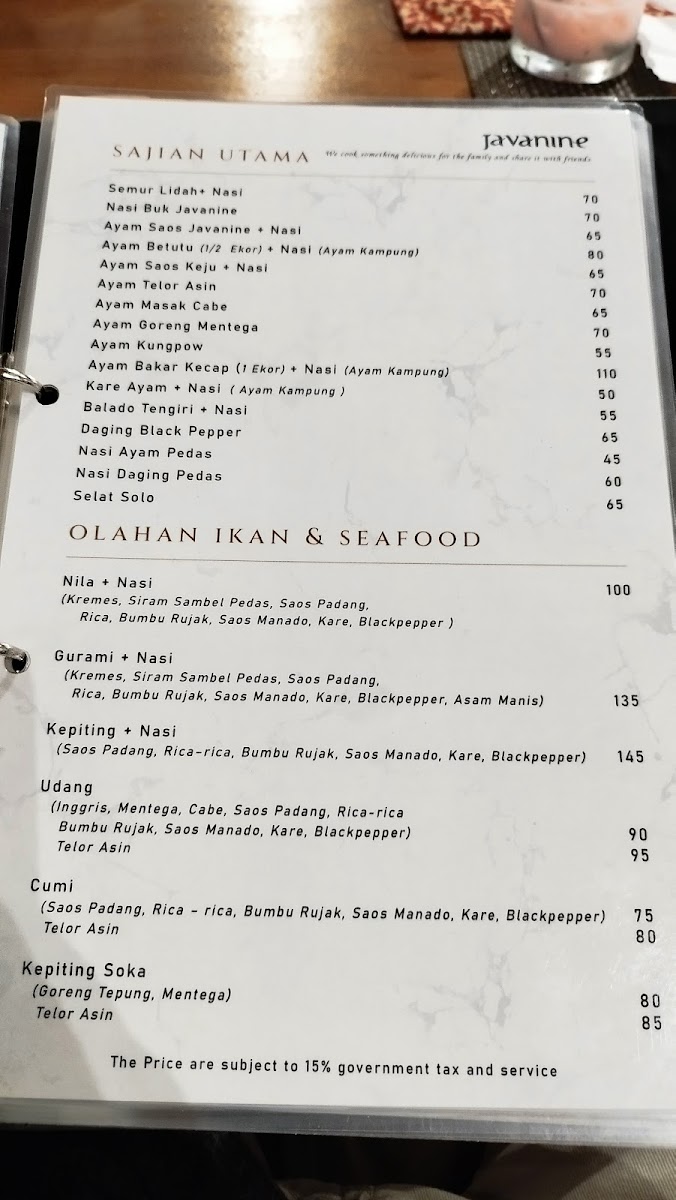 Javanine
SAJIAN UTAMA We cook something delicious for the family and share it with friends
Semur Lidah+ Nasi 70
Nasi Buk Javanine 70
Ayam Saos Javanine + Nasi 65
Ayam Betutu (1/2 Ekor) + Nasi (Ayam Kampung) 80
Ayam Saos Keju + Nasi 65
Ayam Telor Asin 70
Ayam Masak Cabe 65
Ayam Goreng Mentega 70
Ayam Kungpow 55
Ayam Bakar Kecap (1 Ekor) + Nasi (Ayam Kampung) 110
Kare Ayam + Nasi ( Ayam Kampung ) 50
Balado Tengiri + Nasi 55
Daging Black Pepper 65
Nasi Ayam Pedas 45
Nasi Daging Pedas 60
Selat Solo 65
OLAHAN IKAN & SEAFOOD
Nila + Nasi 100
(Kremes, Siram Sambel Pedas, Saos Padang,
Rica, Bumbu Rujak, Saos Manado, Kare, Blackpepper )
Gurami + Nasi
(Kremes, Siram Sambel Pedas, Saos Padang,
Rica, Bumbu Rujak, Saos Manado, Kare, Blackpepper, Asam Manis) 135
Kepiting + Nasi
(Saos Padang, Rica-rica, Bumbu Rujak, Saos Manado, Kare, Blackpepper) 145
Udang
(Inggris, Mentega, Cabe, Saos Padang, Rica-rica
Bumbu Rujak, Saos Manado, Kare, Blackpepper) 90
Telor Asin 95
Cumi
(Saos Padang, Rica - rica, Bumbu Rujak, Saos Manado, Kare, Blackpepper) 75
Telor Asin 80
Kepiting Soka
(Goreng Tepung, Mentega) 80
Telor Asin 85
The Price are subject to 15% government tax and service